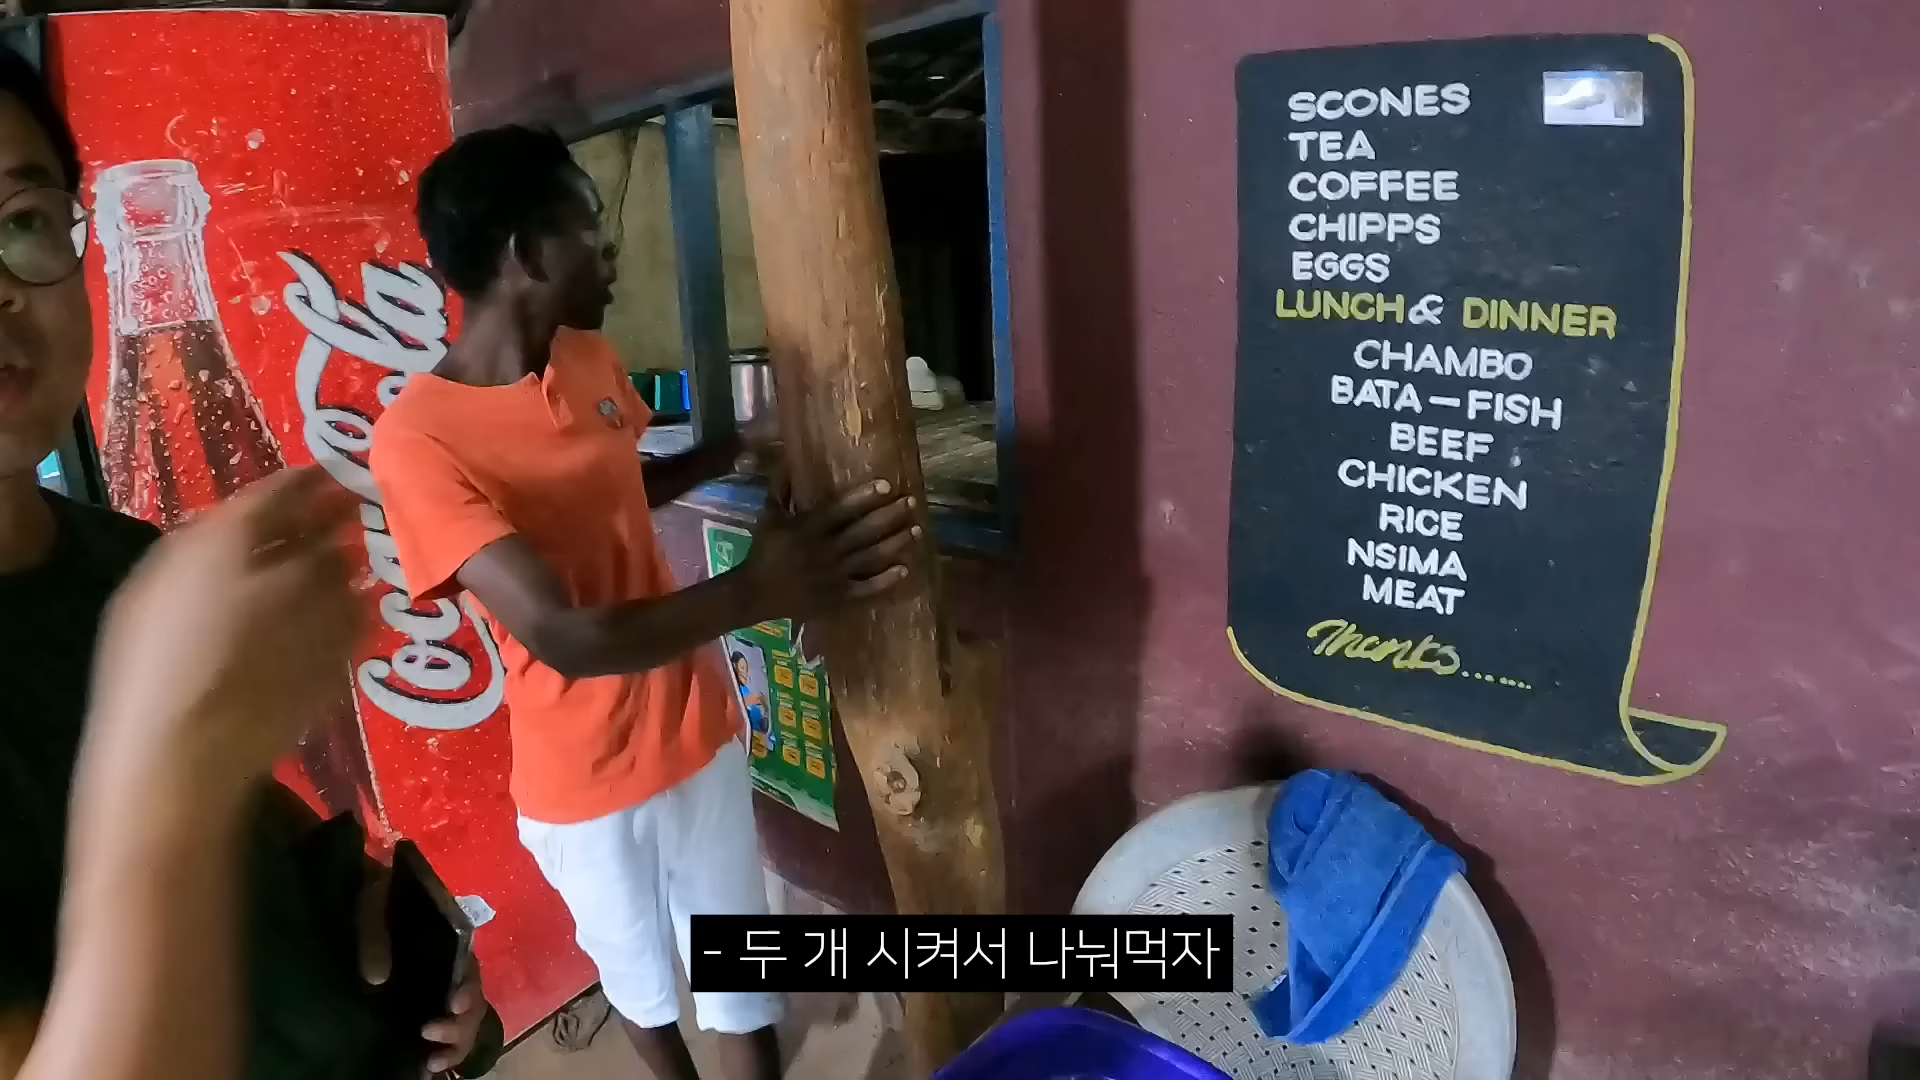 Coca-Cola
SCONES
TEA
COFFEE
CHIPPS
EGGS
LUNCH & DINNER
CHAMBO
BATA-FISH
BEEF
CHICKEN
RICE
NSIMA
MEAT
Thanks.......
- 두 개 시켜서 나눠먹자